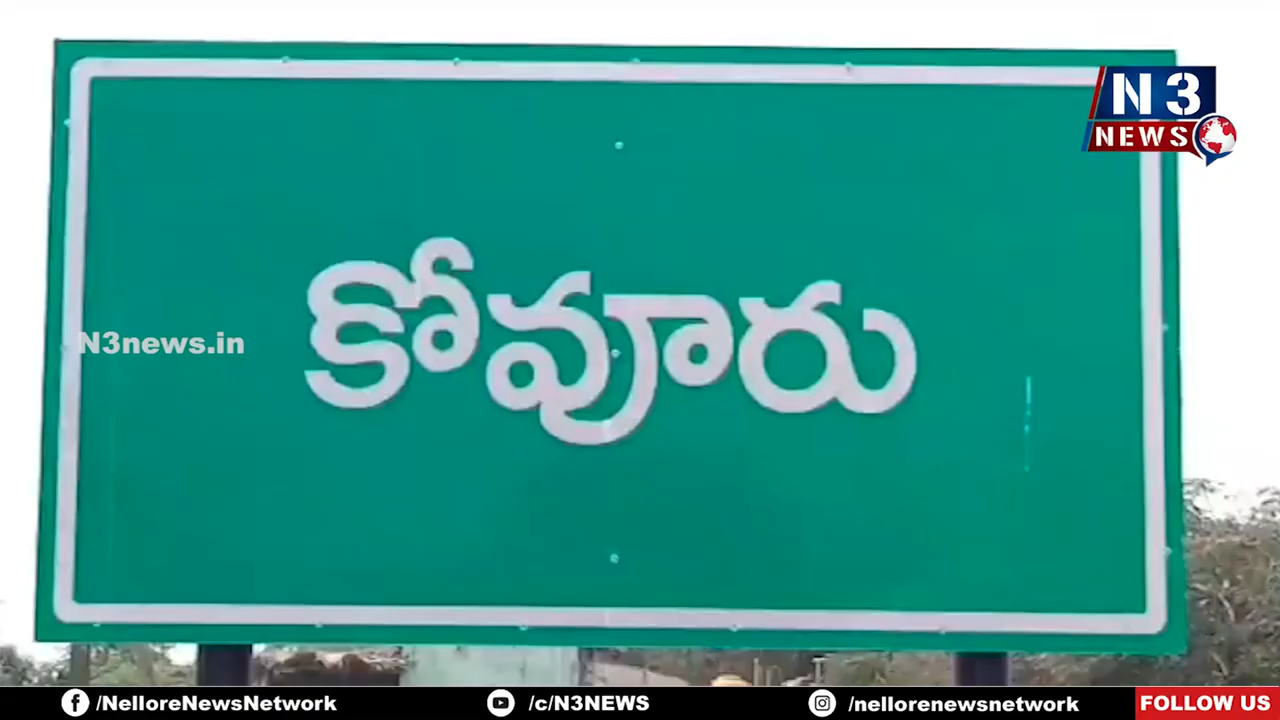 N3
NEWS
కోవూరు
N3news.in
/NelloreNewsNetwork
/c/N3NEWS
/nellorenewsnetwork
FOLLOW US